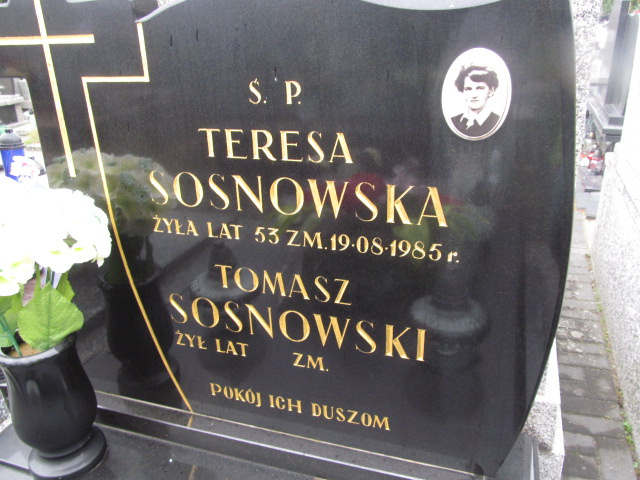 Ś. P.
TERESA
SOSNOWSKA
ŻYŁA LAT 53 ZM. 19·08·1985 r.
TOMASZ
SOSNOWSKI
ŻYŁ LAT ZM.
POKÓJ ICH DUSZOM